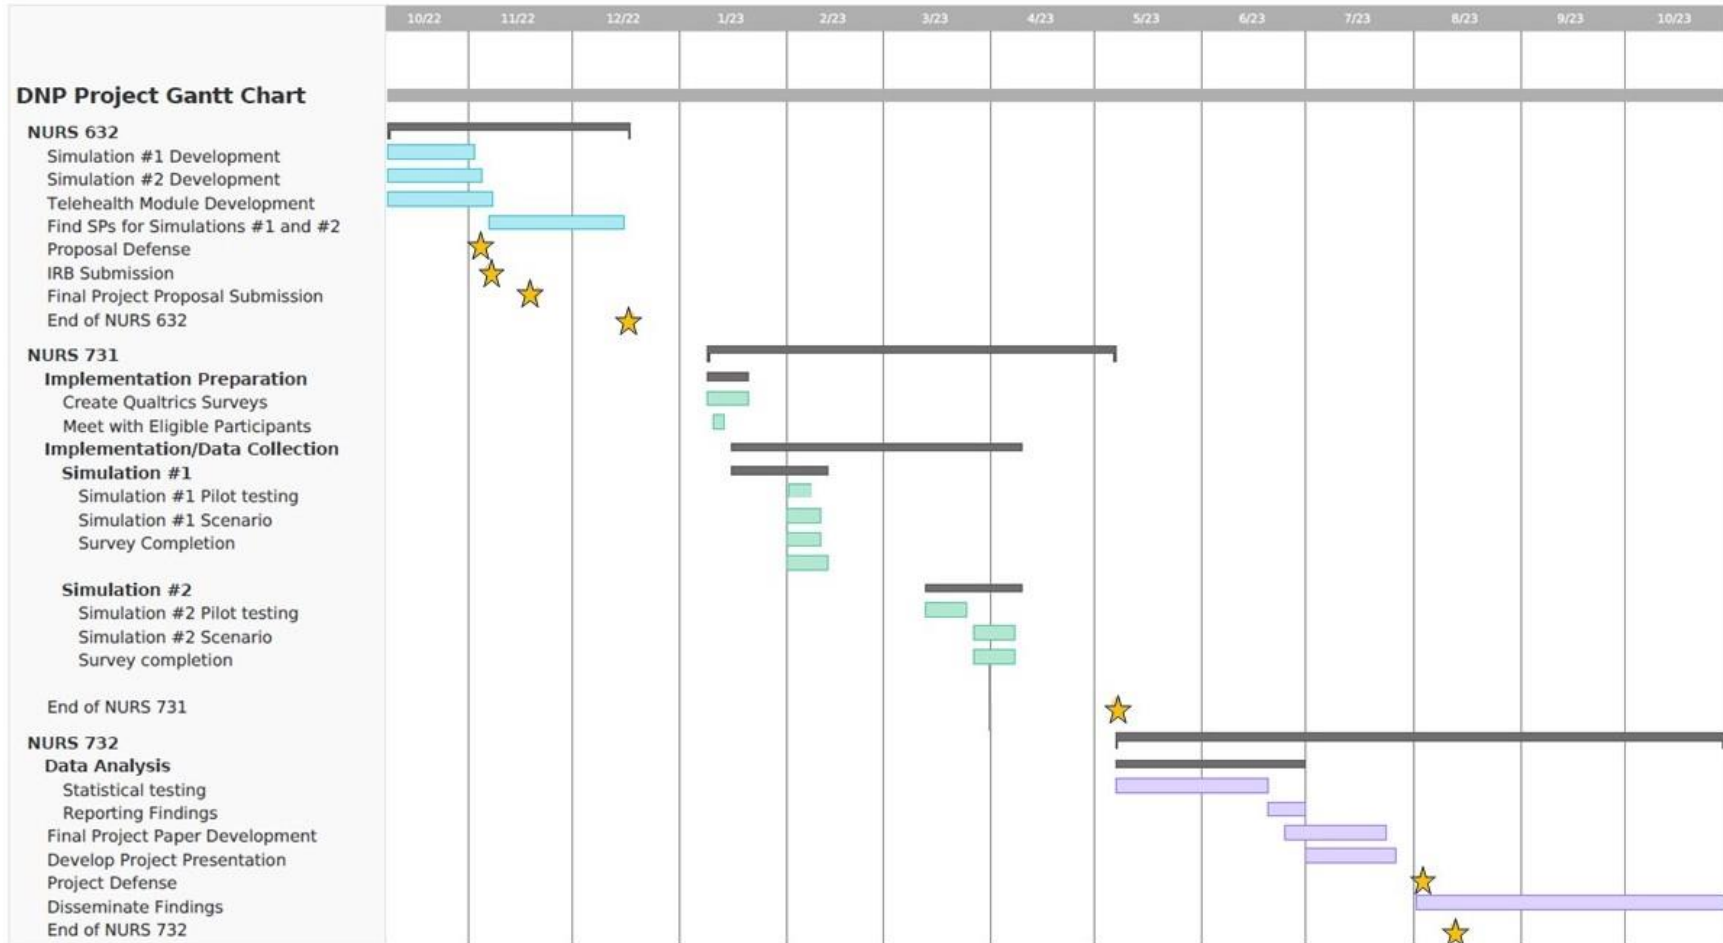 10/22 11/22 12/22 1/23 2/23 3/23 4/23 5/23 6/23 7/23 8/23 9/23 10/23
DNP Project Gantt Chart
NURS 632
Simulation #1 Development
Simulation #2 Development
Telehealth Module Development
Find SPs for Simulations #1 and #2
Proposal Defense
IRB Submission
Final Project Proposal Submission
End of NURS 632
NURS 731
Implementation Preparation
Create Qualtrics Surveys
Meet with Eligible Participants
Implementation/Data Collection
Simulation #1
Simulation #1 Pilot testing
Simulation #1 Scenario
Survey Completion
Simulation #2
Simulation #2 Pilot testing
Simulation #2 Scenario
Survey completion
End of NURS 731
NURS 732
Data Analysis
Statistical testing
Reporting Findings
Final Project Paper Development
Develop Project Presentation
Project Defense
Disseminate Findings
End of NURS 732